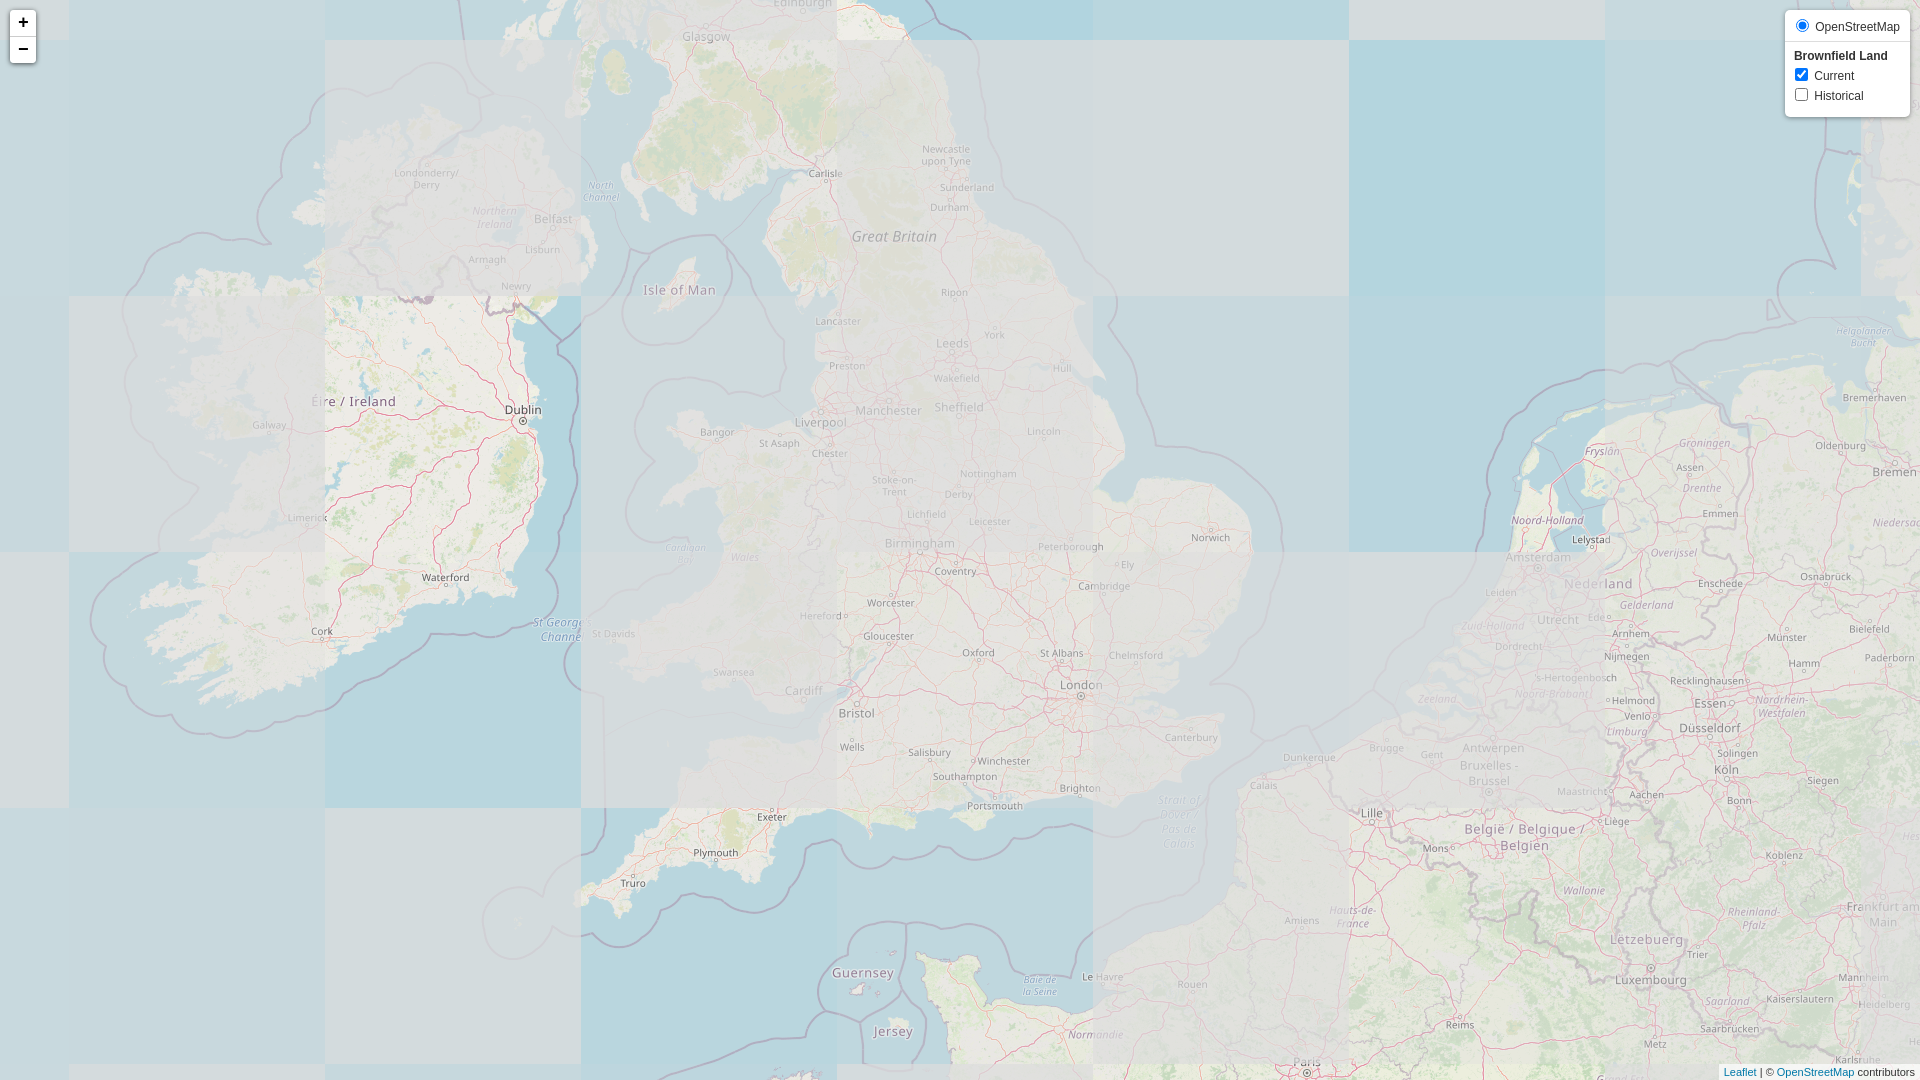 +
−
OpenStreetMap
Brownfield Land
Current
Historical
Edinburgh
Glasgow
Londonderry/
Derry
North
Channel
Carlisle
Newcastle
upon Tyne
Sunderland
Durham
Northern
Ireland
Belfast
Lisburn
Armagh
Newry
Great Britain
Isle of Man
Ripon
Lancaster
York
Leeds
Preston
Hull
Wakefield
Helgoländer
Bucht
Éire / Ireland
Dublin
Galway
Manchester
Sheffield
Liverpool
Bangor
St Asaph
Chester
Lincoln
Bremerhaven
Groningen
Oldenburg
Fryslân
Assen
Bremen
Stoke-on-
Trent
Nottingham
Derby
Drenthe
Lichfield
Leicester
Limerick
Noord-Holland
Emmen
Niedersac
Birmingham
Peterborough
Norwich
Lelystad
Cardigan
Bay
Wales
Amsterdam
Overijssel
Coventry
Ely
Cambridge
Waterford
Nederland
Enschede
Osnabrück
Leiden
Worcester
Hereford
Gelderland
Utrecht
Ede
St George's
Channel
Cork
St Davids
Gloucester
Zuid-Holland
Arnhem
Münster
Bielefeld
Dordrecht
Oxford
St Albans
Chelmsford
Nijmegen
Paderborn
Hamm
Swansea
Cardiff
London
's-Hertogenbosch
Recklinghausen
Zeeland
Noord-Brabant
Helmond
Essen
Nordrhein-
Westfalen
Bristol
Venlo
Düsseldorf
Canterbury
Limburg
Wells
Salisbury
Winchester
Dunkerque
Brugge
Gent
Antwerpen
Solingen
Bruxelles -
Brussel
Köln
Southampton
Brighton
Calais
Maastricht
Aachen
Siegen
Portsmouth
Strait of
Dover /
Pas de
Calais
Bonn
Exeter
Lille
Liège
België / Belgique /
Belgien
Mons
Plymouth
Koblenz
Truro
Wallonie
Amiens
Hauts-de-
France
Rheinland-
Pfalz
Frankfurt am
Main
Lëtzebuerg
Trier
Guernsey
Baie de
la Seine
Le Havre
Rouen
Luxembourg
Mannheim
Saarland
Kaiserslautern
Heidelberg
Jersey
Normandie
Reims
Saarbrücken
Metz
Paris
Karlsruhe
Grand Est
Leaflet | © OpenStreetMap contributors